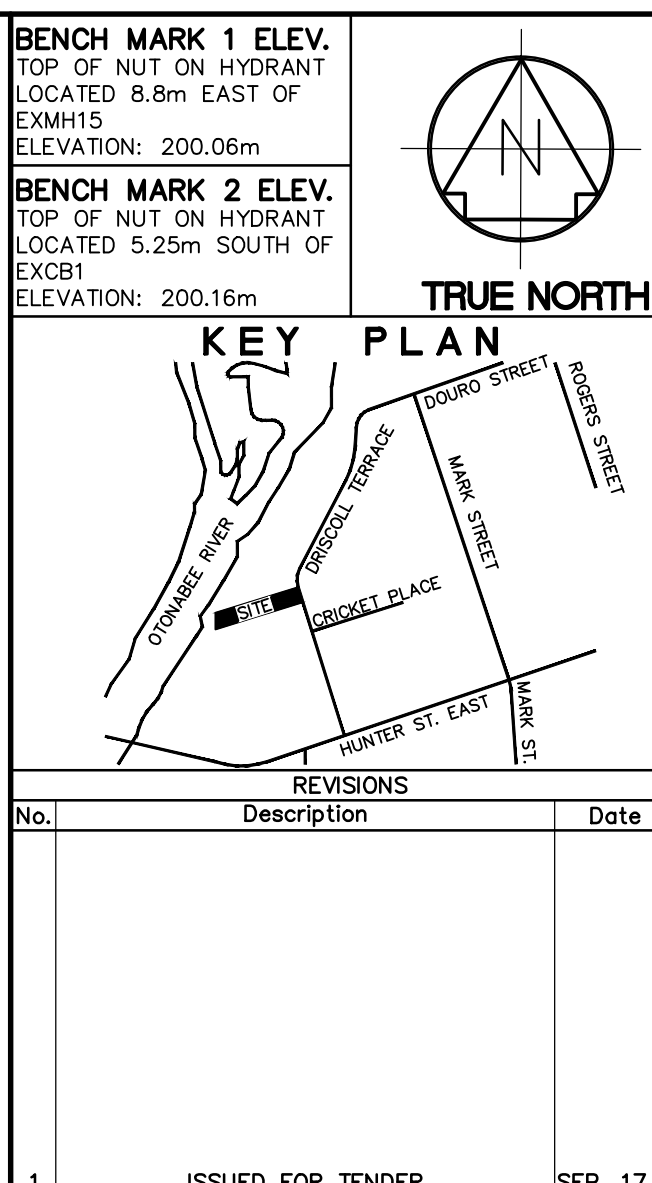 BENCH MARK 1 ELEV.
TOP OF NUT ON HYDRANT
LOCATED 8.8m EAST OF
EXMH15
ELEVATION: 200.06m
BENCH MARK 2 ELEV.
TOP OF NUT ON HYDRANT
LOCATED 5.25m SOUTH OF
EXCB1
ELEVATION: 200.16m
N
TRUE NORTH
KEY PLAN
DOURO STREET
ROGERS STREET
DRISCOLL TERRACE
MARK STREET
OTONABEE RIVER
SITE
CRICKET PLACE
HUNTER ST. EAST
MARK ST.
REVISIONS
No. Description Date
1 ISSUED FOR TENDER SEP 17